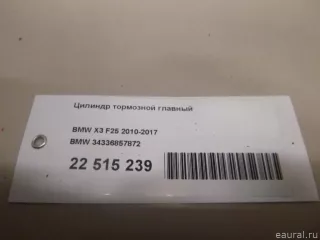 Цилиндр тормозной главный
BMW X3 F25 2010-2017
BMW 34336857872
22 515 239
eaural.ru